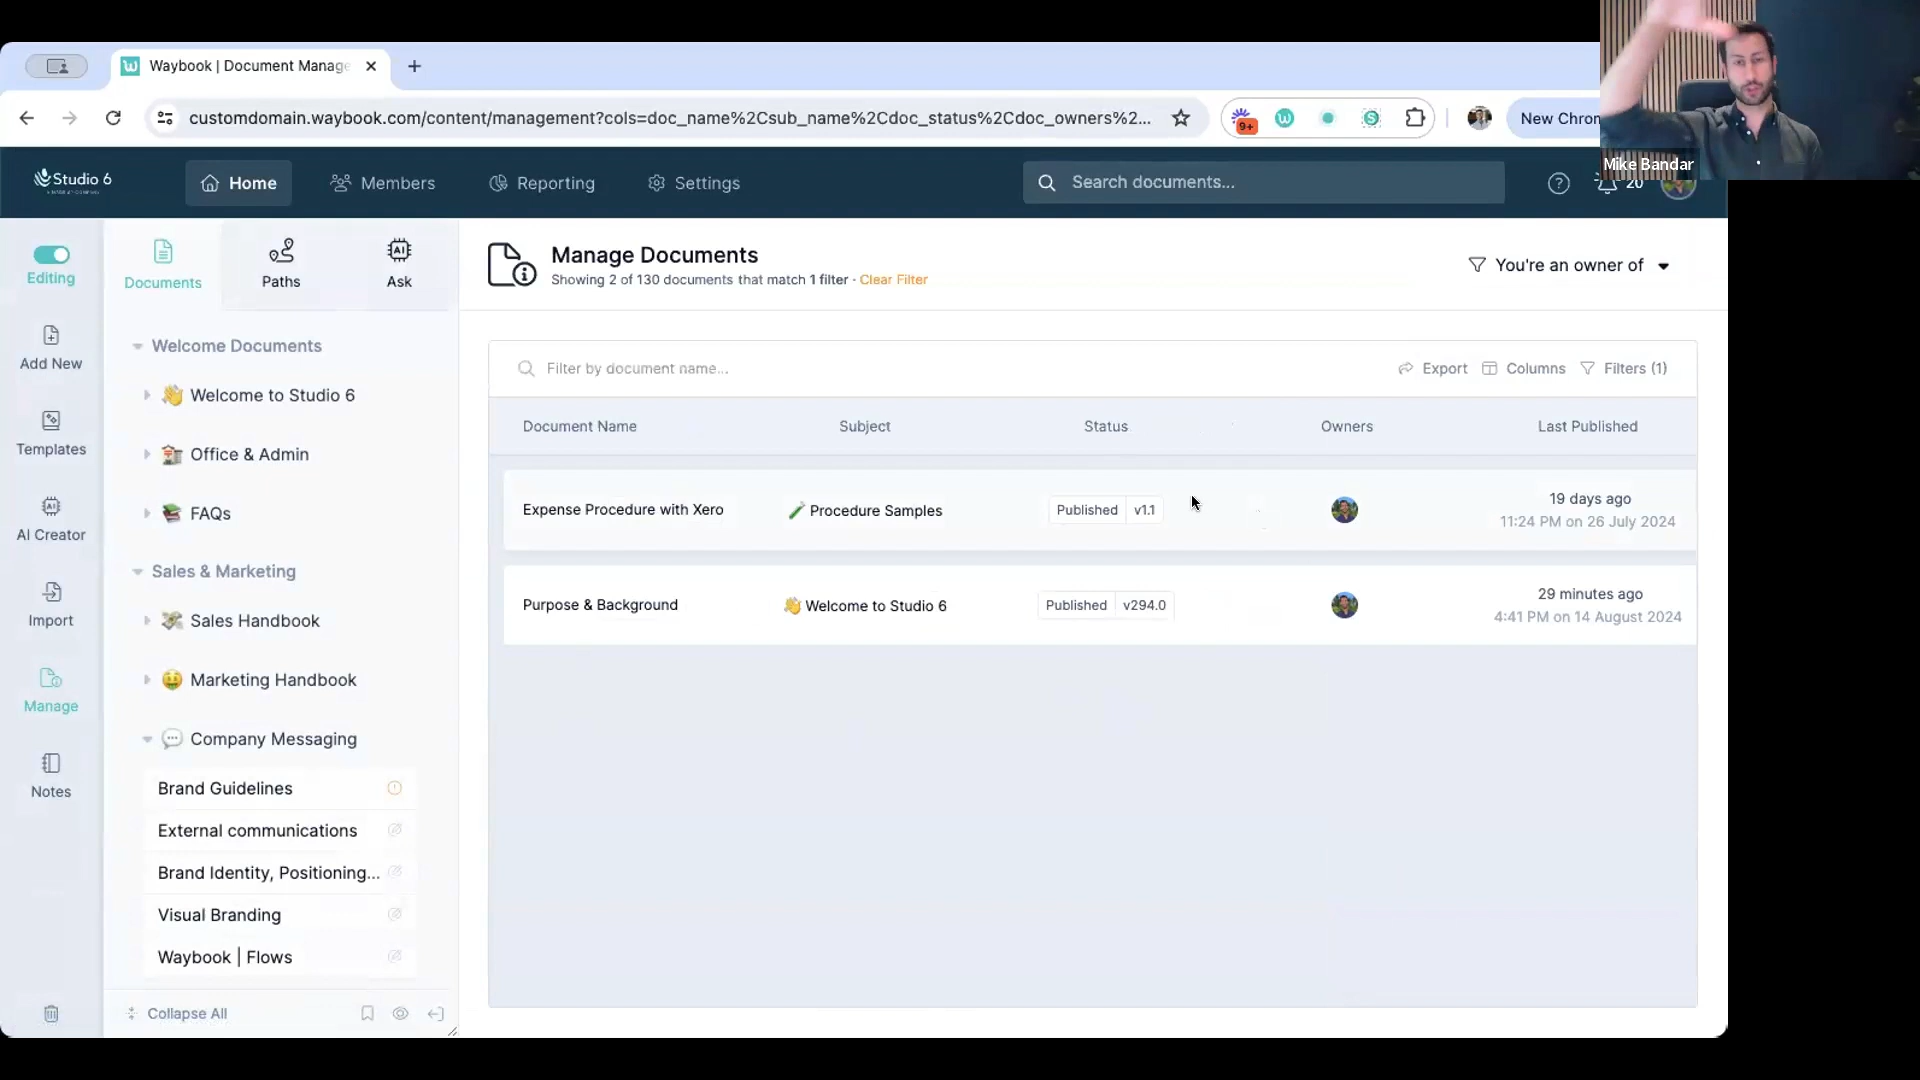 Waybook | Document Manage
customdomain.waybook.com/content/management?cols=doc_name%2Csub_name%2Cdoc_status%2Cdoc_owners%2...
9+
New Chrom
Mike Bandar
Studio 6
Home
Members
Reporting
Settings
Search documents...
20
Editing
Add New
Templates
AI Creator
Import
Manage
Notes
Documents
Paths
AI
Ask
Welcome Documents
Welcome to Studio 6
Office & Admin
FAQs
Sales & Marketing
Sales Handbook
Marketing Handbook
Company Messaging
Brand Guidelines
External communications
Brand Identity, Positioning...
Visual Branding
Waybook | Flows
Collapse All
Manage Documents
Showing 2 of 130 documents that match 1 filter · Clear Filter
You're an owner of
Filter by document name...
Export
Columns
Filters (1)
Document Name Subject Status Owners Last Published
Expense Procedure with Xero Procedure Samples Published v1.1 19 days ago
11:24 PM on 26 July 2024
Purpose & Background Welcome to Studio 6 Published v294.0 29 minutes ago
4:41 PM on 14 August 2024